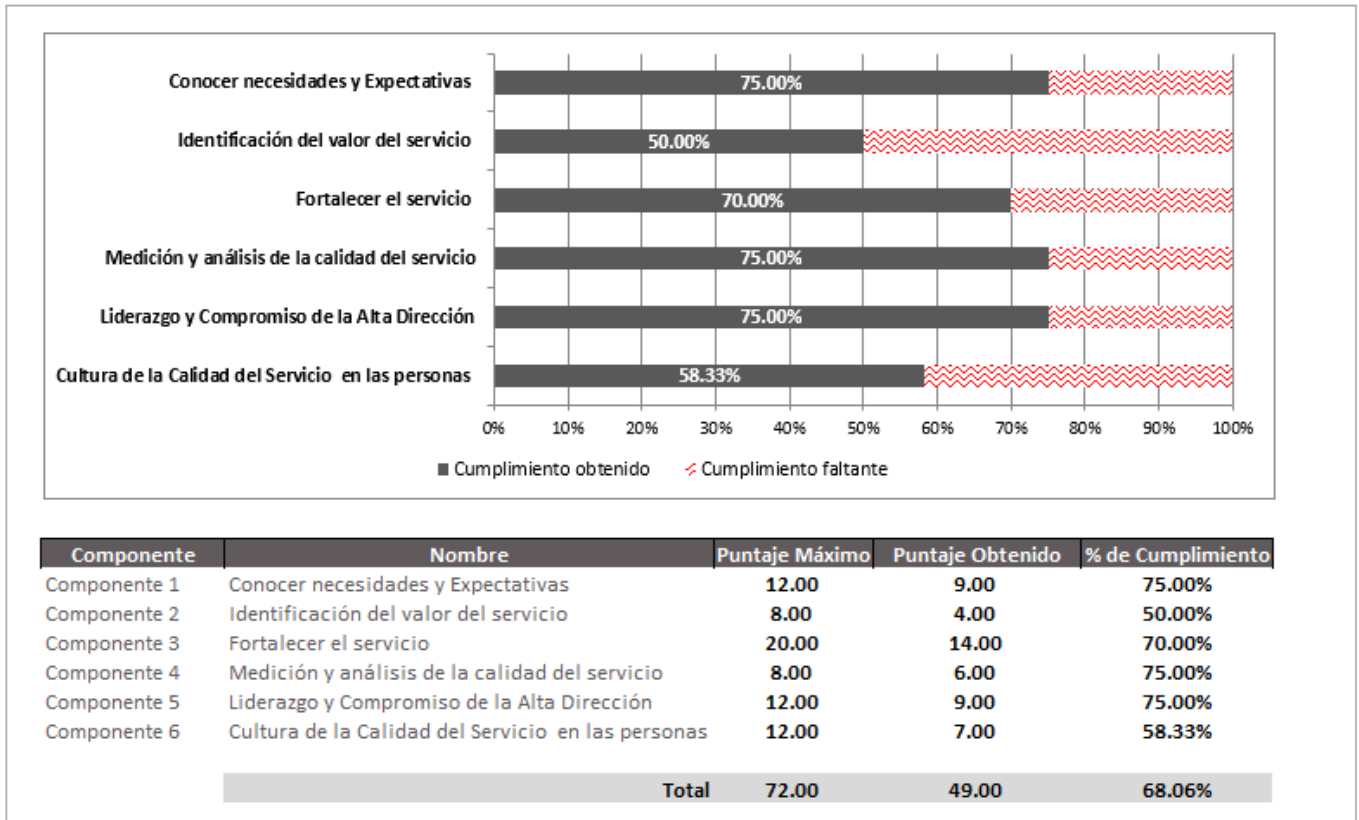 Conocer necesidades y Expectativas 75.00%
Identificación del valor del servicio 50.00%
Fortalecer el servicio 70.00%
Medición y análisis de la calidad del servicio 75.00%
Liderazgo y Compromiso de la Alta Dirección 75.00%
Cultura de la Calidad del Servicio en las personas 58.33%
0% 10% 20% 30% 40% 50% 60% 70% 80% 90% 100%
Cumplimiento obtenido Cumplimiento faltante
Componente Nombre Puntaje Máximo Puntaje Obtenido % de Cumplimiento
Componente 1 Conocer necesidades y Expectativas 12.00 9.00 75.00%
Componente 2 Identificación del valor del servicio 8.00 4.00 50.00%
Componente 3 Fortalecer el servicio 20.00 14.00 70.00%
Componente 4 Medición y análisis de la calidad del servicio 8.00 6.00 75.00%
Componente 5 Liderazgo y Compromiso de la Alta Dirección 12.00 9.00 75.00%
Componente 6 Cultura de la Calidad del Servicio en las personas 12.00 7.00 58.33%
Total 72.00 49.00 68.06%